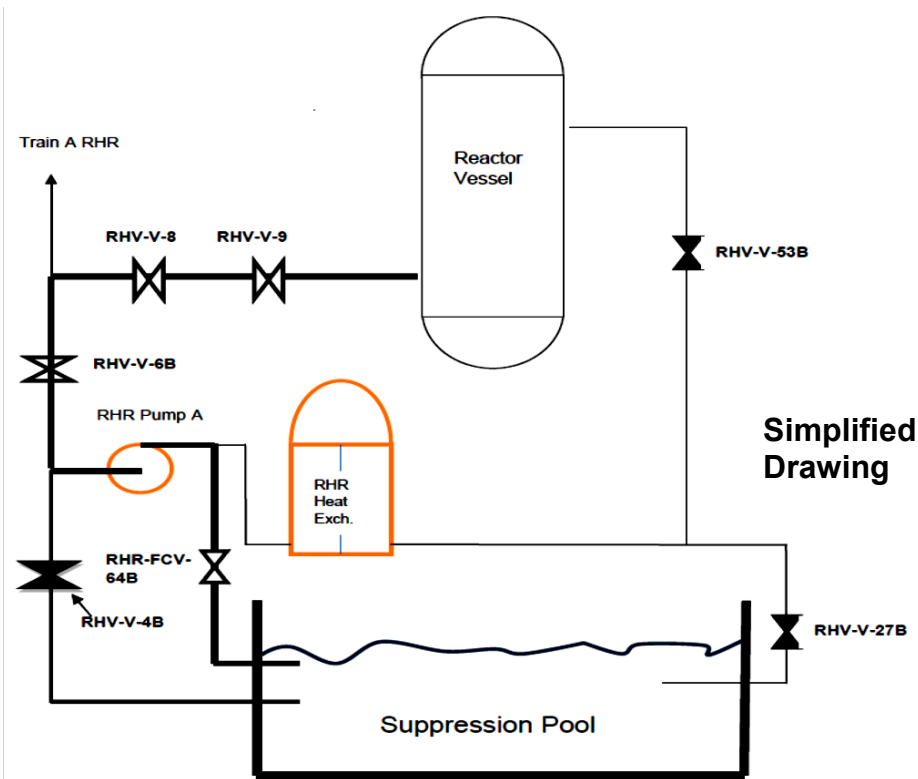 Reactor
Vessel
Train A RHR
RHV-V-8
RHV-V-9
RHV-V-53B
RHV-V-6B
RHR Pump A
Simplified
Drawing
RHR
Heat
Exch.
RHR-FCV-
64B
RHV-V-4B
RHV-V-27B
Suppression Pool